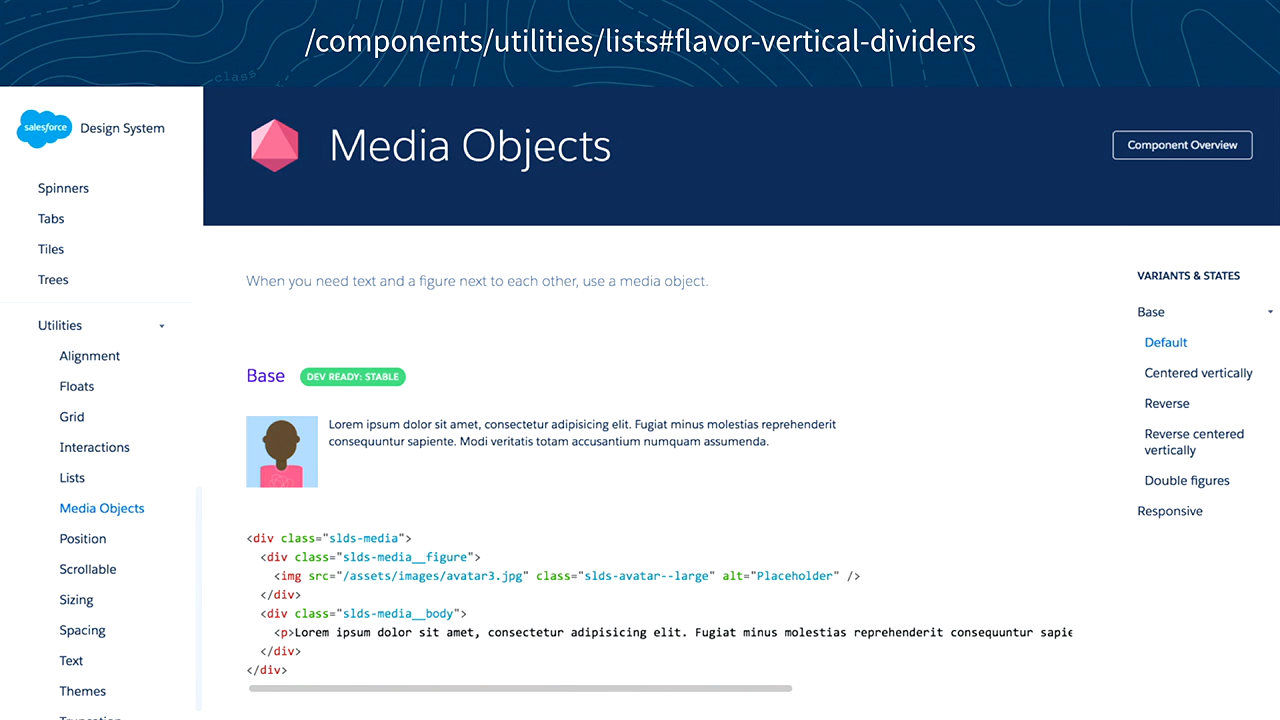 /components/utilities/lists#flavor-vertical-dividers
class
salesforce
Design System
Spinners
Tabs
Tiles
Trees
Utilities
Alignment
Floats
Grid
Interactions
Lists
Media Objects
Position
Scrollable
Sizing
Spacing
Text
Themes
Truncation
Media Objects
Component Overview
When you need text and a figure next to each other, use a media object.
Base
DEV READY: STABLE
Lorem ipsum dolor sit amet, consectetur adipisicing elit. Fugiat minus molestias reprehenderit
consequuntur sapiente. Modi veritatis totam accusantium numquam assumenda.
<div class="slds-media">
<div class="slds-media__figure">
<img src="/assets/images/avatar3.jpg" class="slds-avatar--large" alt="Placeholder" />
</div>
<div class="slds-media__body">
<p>Lorem ipsum dolor sit amet, consectetur adipisicing elit. Fugiat minus molestias reprehenderit consequuntur sapie
</div>
</div>
VARIANTS & STATES
Base
Default
Centered vertically
Reverse
Reverse centered
vertically
Double figures
Responsive